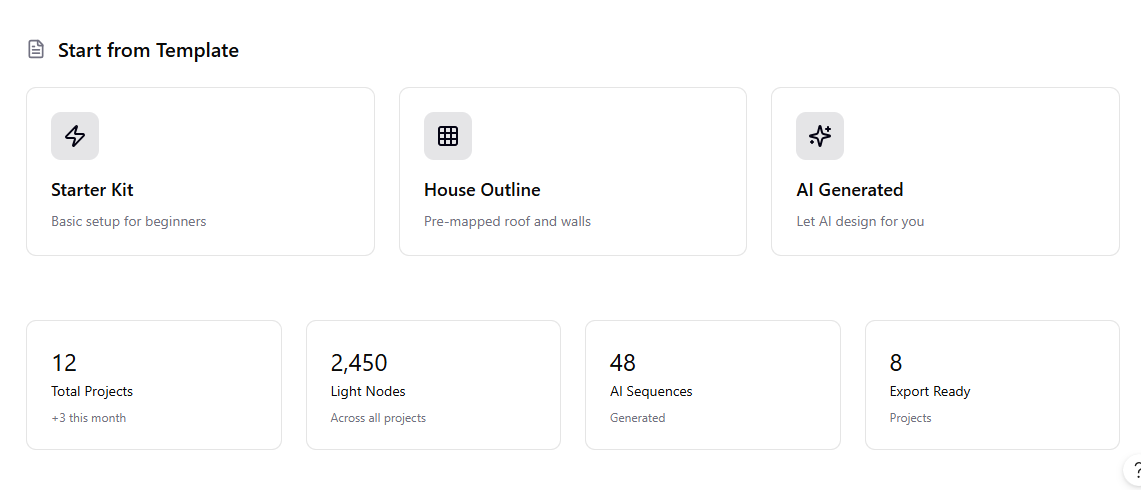 Start from Template
Starter Kit
Basic setup for beginners
House Outline
Pre-mapped roof and walls
AI Generated
Let AI design for you
12
Total Projects
+3 this month
2,450
Light Nodes
Across all projects
48
AI Sequences
Generated
8
Export Ready
Projects
?